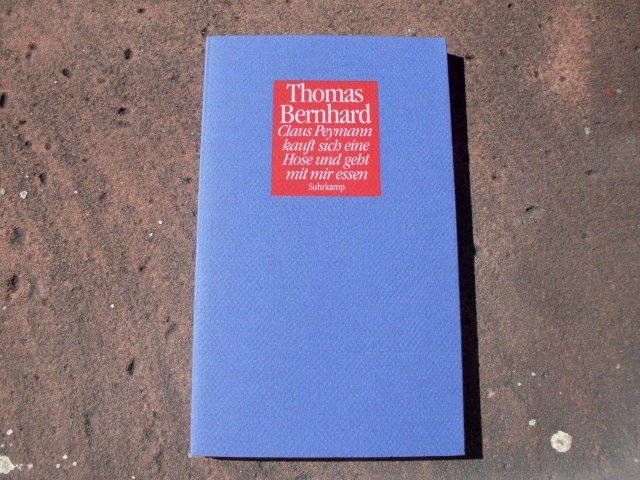 Thomas
Bernhard
Claus Peymann
kauft sich eine
Hose und geht
mit mir essen
Suhrkamp